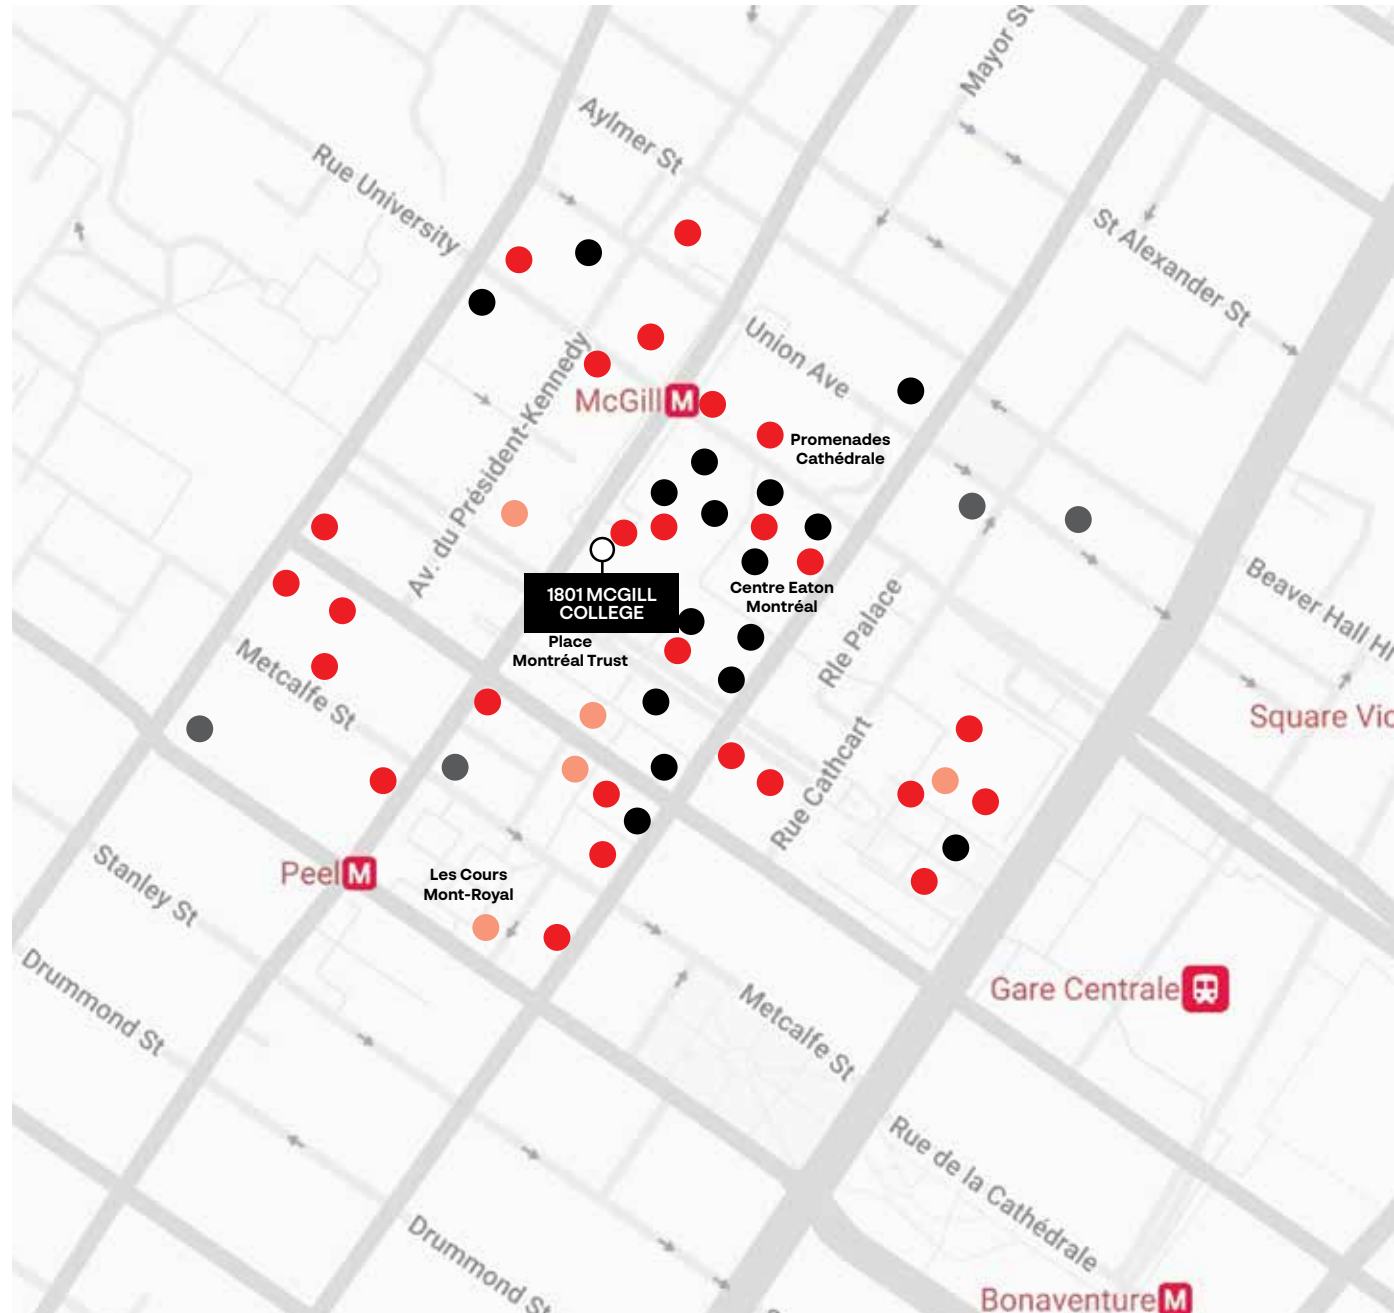 Mayor St
Aylmer St
Rue University
St Alexander St
Union Ave
Av. du Président-Kennedy
McGill M
Promenades
Cathédrale
1801 MCGILL
COLLEGE
Centre Eaton
Montréal
Place
Montréal Trust
Rle Palace
Beaver Hall Hl
Metcalfe St
Square Vic
Rue Cathcart
Peel M
Les Cours
Mont-Royal
Stanley St
Drummond St
Gare Centrale
Metcalfe St
Rue de la Cathédrale
Drummond St
Bonaventure M